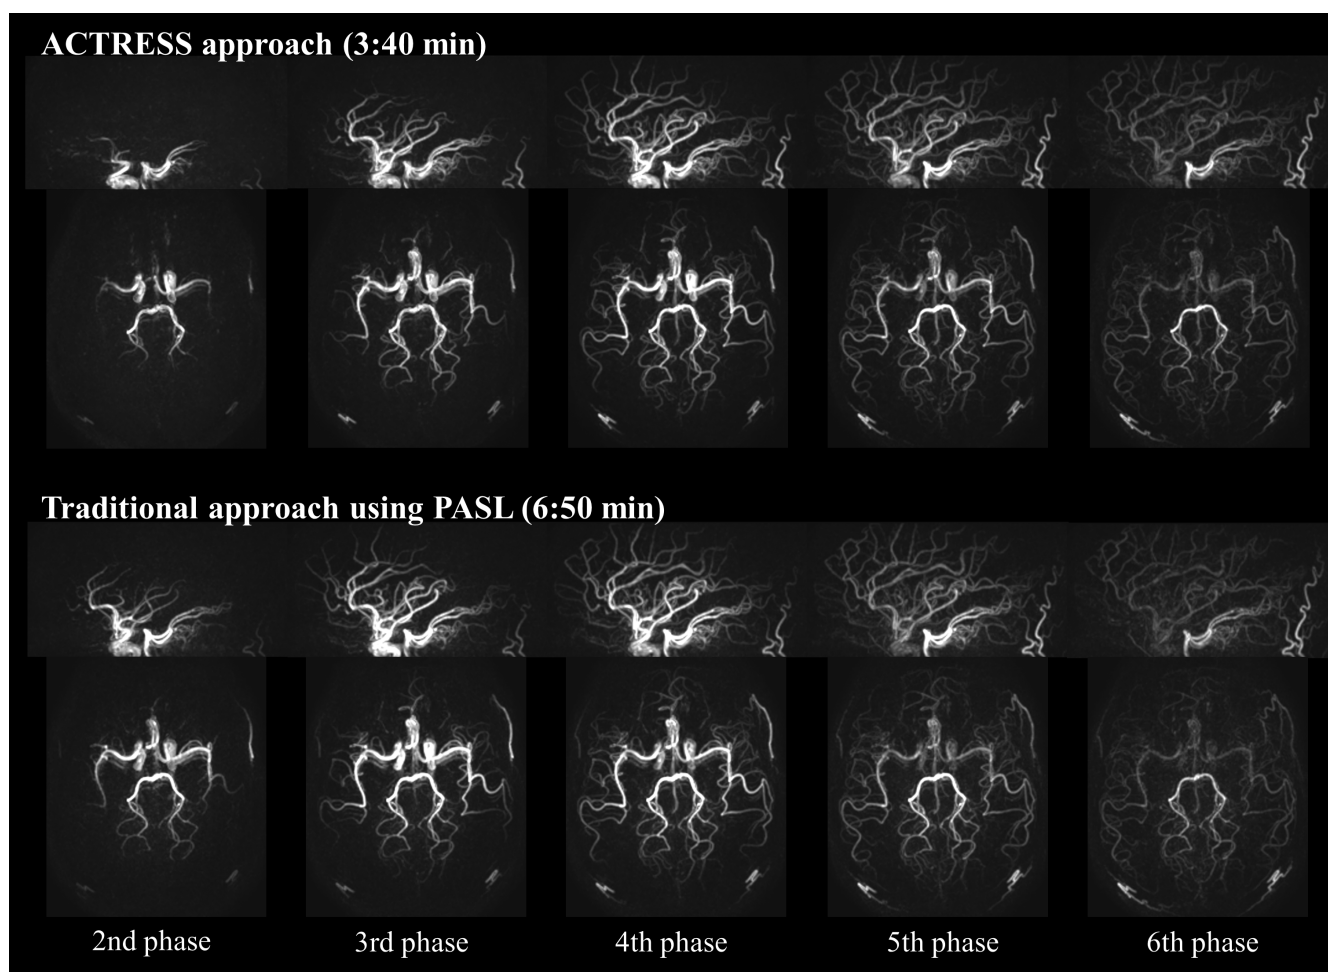 ACTRESS approach (3:40 min)
Traditional approach using PASL (6:50 min)
2nd phase
3rd phase
4th phase
5th phase
6th phase